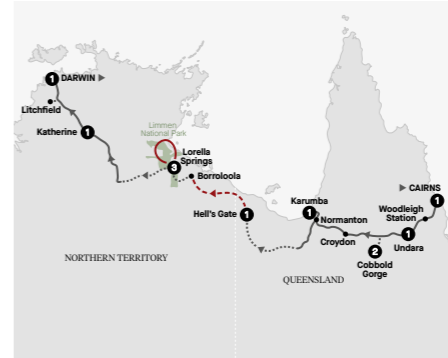 1 DARWIN
Litchfield
Katherine 1
Limmen
National Park
Lorella
Springs
3
Borroloola
Hell's Gate 1
Karumba
1
Normanton
Croydon
CAIRNS
1
Woodleigh
Station
Undara
1
2
Cobbold
Gorge
NORTHERN TERRITORY
QUEENSLAND